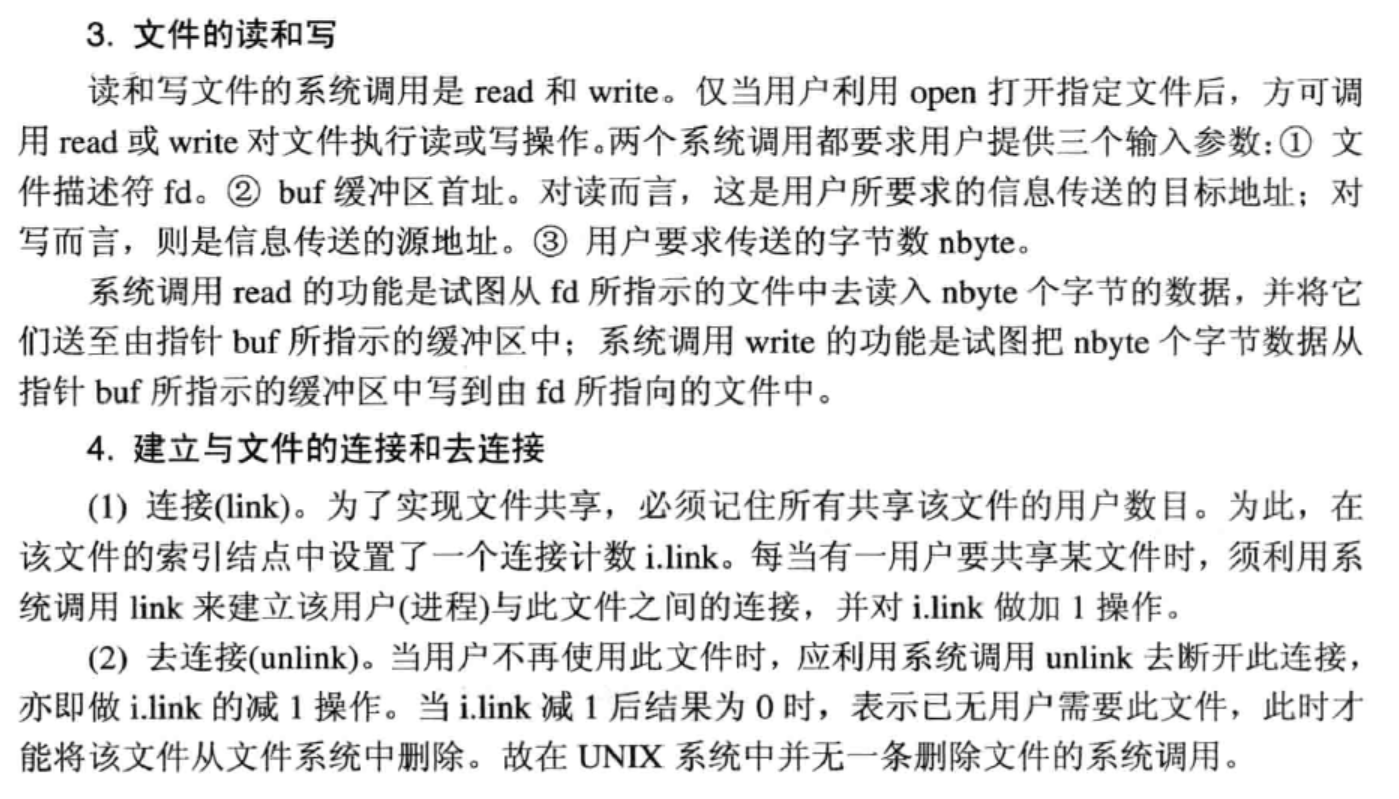 3. 文件的读和写
读和写文件的系统调用是 read 和 write。仅当用户利用 open 打开指定文件后，方可调
用 read 或 write 对文件执行读或写操作。两个系统调用都要求用户提供三个输入参数:① 文
件描述符 fd。② buf 缓冲区首址。对读而言，这是用户所要求的信息传送的目标地址；对
写而言，则是信息传送的源地址。③ 用户要求传送的字节数 nbyte。
系统调用 read 的功能是试图从 fd 所指示的文件中去读入 nbyte 个字节的数据，并将它
们送至由指针 buf 所指示的缓冲区中；系统调用 write 的功能是试图把 nbyte 个字节数据从
指针 buf 所指示的缓冲区中写到由 fd 所指向的文件中。
4. 建立与文件的连接和去连接
(1) 连接(link)。为了实现文件共享，必须记住所有共享该文件的用户数目。为此，在
该文件的索引结点中设置了一个连接计数 i.link。每当有一用户要共享某文件时，须利用系
统调用 link 来建立该用户(进程)与此文件之间的连接，并对 i.link 做加 1 操作。
(2) 去连接(unlink)。当用户不再使用此文件时，应利用系统调用 unlink 去断开此连接，
亦即做 i.link 的减 1 操作。当 i.link 减 1 后结果为 0 时，表示已无用户需要此文件，此时才
能将该文件从文件系统中删除。故在 UNIX 系统中并无一条删除文件的系统调用。